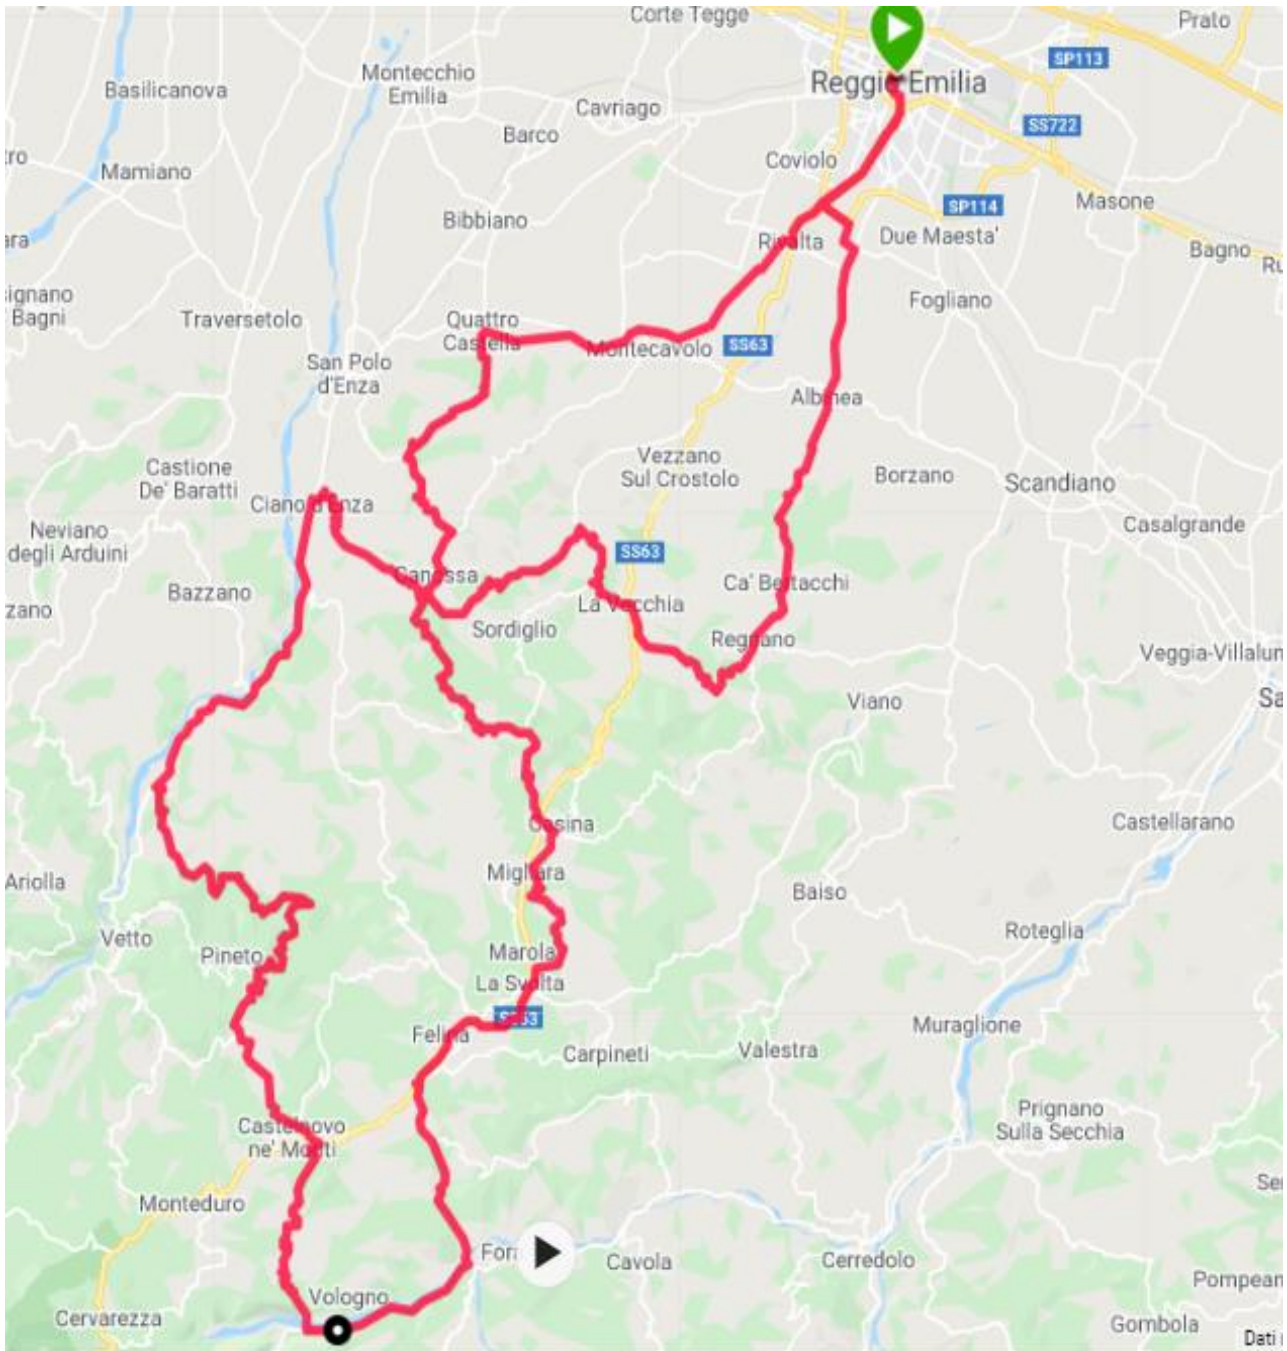 Corte Tegge
Prato
SP113
Montecchio
Emilia
Reggio Emilia
Basilicanova
Cavriago
SS722
Barco
Coviolo
Mamiano
SP114
Masone
Bibbiano
Rivalta
Due Maesta'
Bagno
Fogliano
Bagni
Traversetolo
Quattro
Castella
Montecavolo
SS63
San Polo
d'Enza
Albinea
Vezzano
Sul Crostolo
Castione
De' Baratti
Borzano
Scandiano
Ciano d'Enza
Casalgrande
Neviano
degli Arduini
SS63
Canossa
Ca' Bertacchi
Bazzano
La Vecchia
zano
Sordiglio
Regnano
Veggia-Villalun
Viano
Sa
Casina
Castellarano
Migliara
Ariolla
Baiso
Vetto
Roteglia
Pineto
Marola
La Svolta
SS63
Felina
Muraglione
Carpineti
Valestra
Castelnovo
ne' Monti
Prignano
Sulla Secchia
Monteduro
Cavola
Cerredolo
Pompean
Vologno
Cervarezza
Gombola
Dati